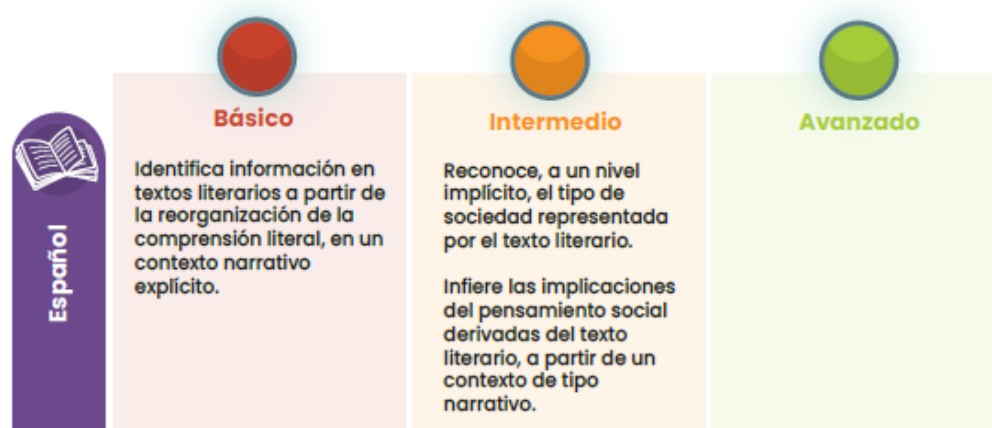 Español
Básico
Identifica información en
textos literarios a partir de
la reorganización de la
comprensión literal, en un
contexto narrativo
explícito.
Intermedio
Reconoce, a un nivel
implícito, el tipo de
sociedad representada
por el texto literario.
Infiere las implicaciones
del pensamiento social
derivadas del texto
literario, a partir de un
contexto de tipo
narrativo.
Avanzado